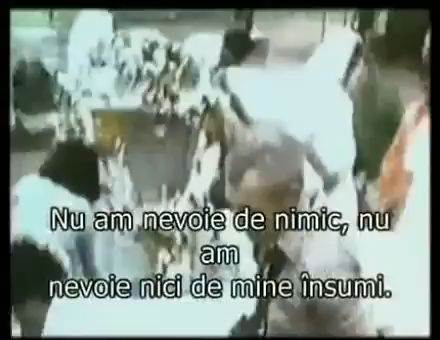 Nu am nevoie de nimic, nu
am
nevoie nici de mine însumi.